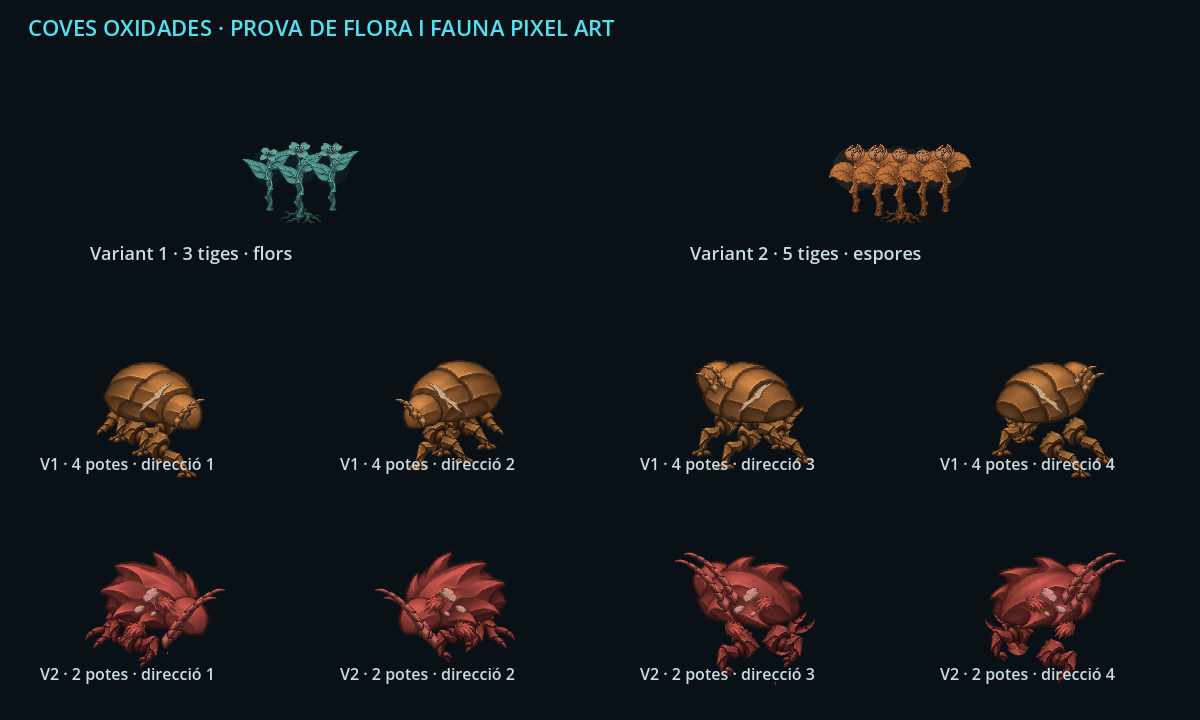 COVES OXIDADES · PROVA DE FLORA I FAUNA PIXEL ART
Variant 1 · 3 tiges · flors
Variant 2 · 5 tiges · espores
V1 · 4 potes · direcció 1
V1 · 4 potes · direcció 2
V1 · 4 potes · direcció 3
V1 · 4 potes · direcció 4
V2 · 2 potes · direcció 1
V2 · 2 potes · direcció 2
V2 · 2 potes · direcció 3
V2 · 2 potes · direcció 4